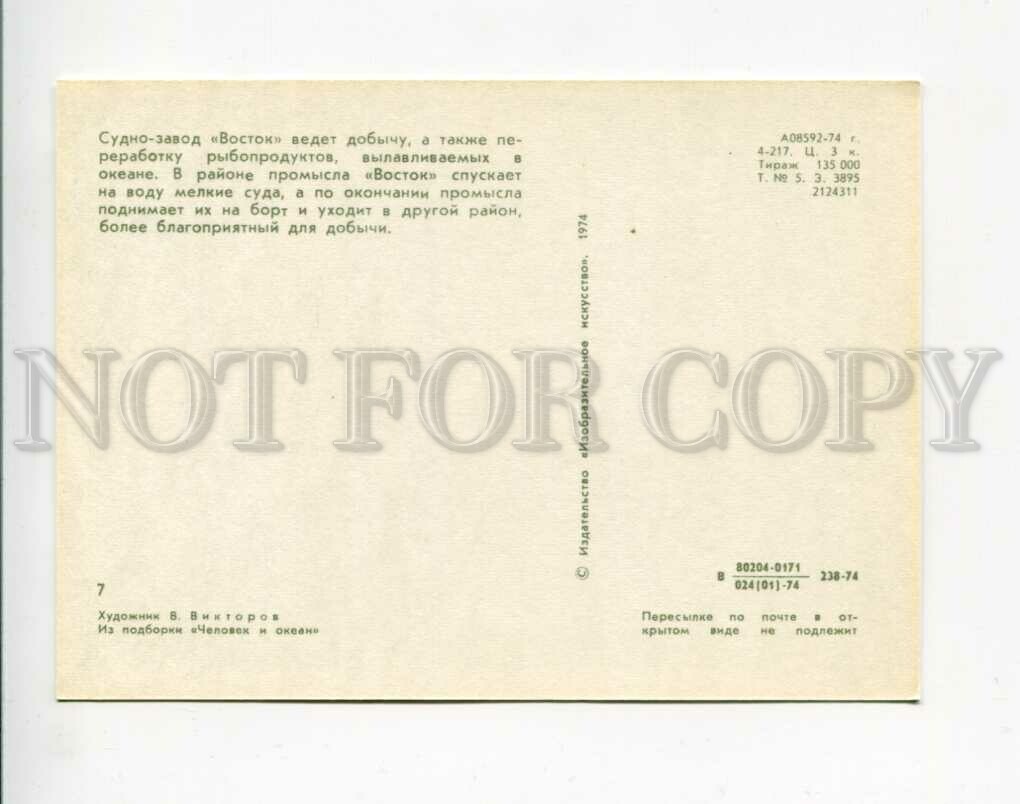 Судно-завод «Восток» ведет добычу, а также пе-
реработку рыбопродуктов, вылавливаемых в
океане. В районе промысла «Восток» спускает
на воду мелкие суда, а по окончании промысла
поднимает их на борт и уходит в другой район,
более благоприятный для добычи.
А08592-74 г.
4-217. Ц. 3 к.
Тираж 135 000
Т. № 5. З. 3895
2124311
© Издательство «Изобразительное искусство». 1974
NOT FOR COPY
7
Художник В. Викторов
Из подборки «Человек и океан»
В 80204-0171
024(01)-74 238-74
Пересылке по почте в от-
крытом виде не подлежит